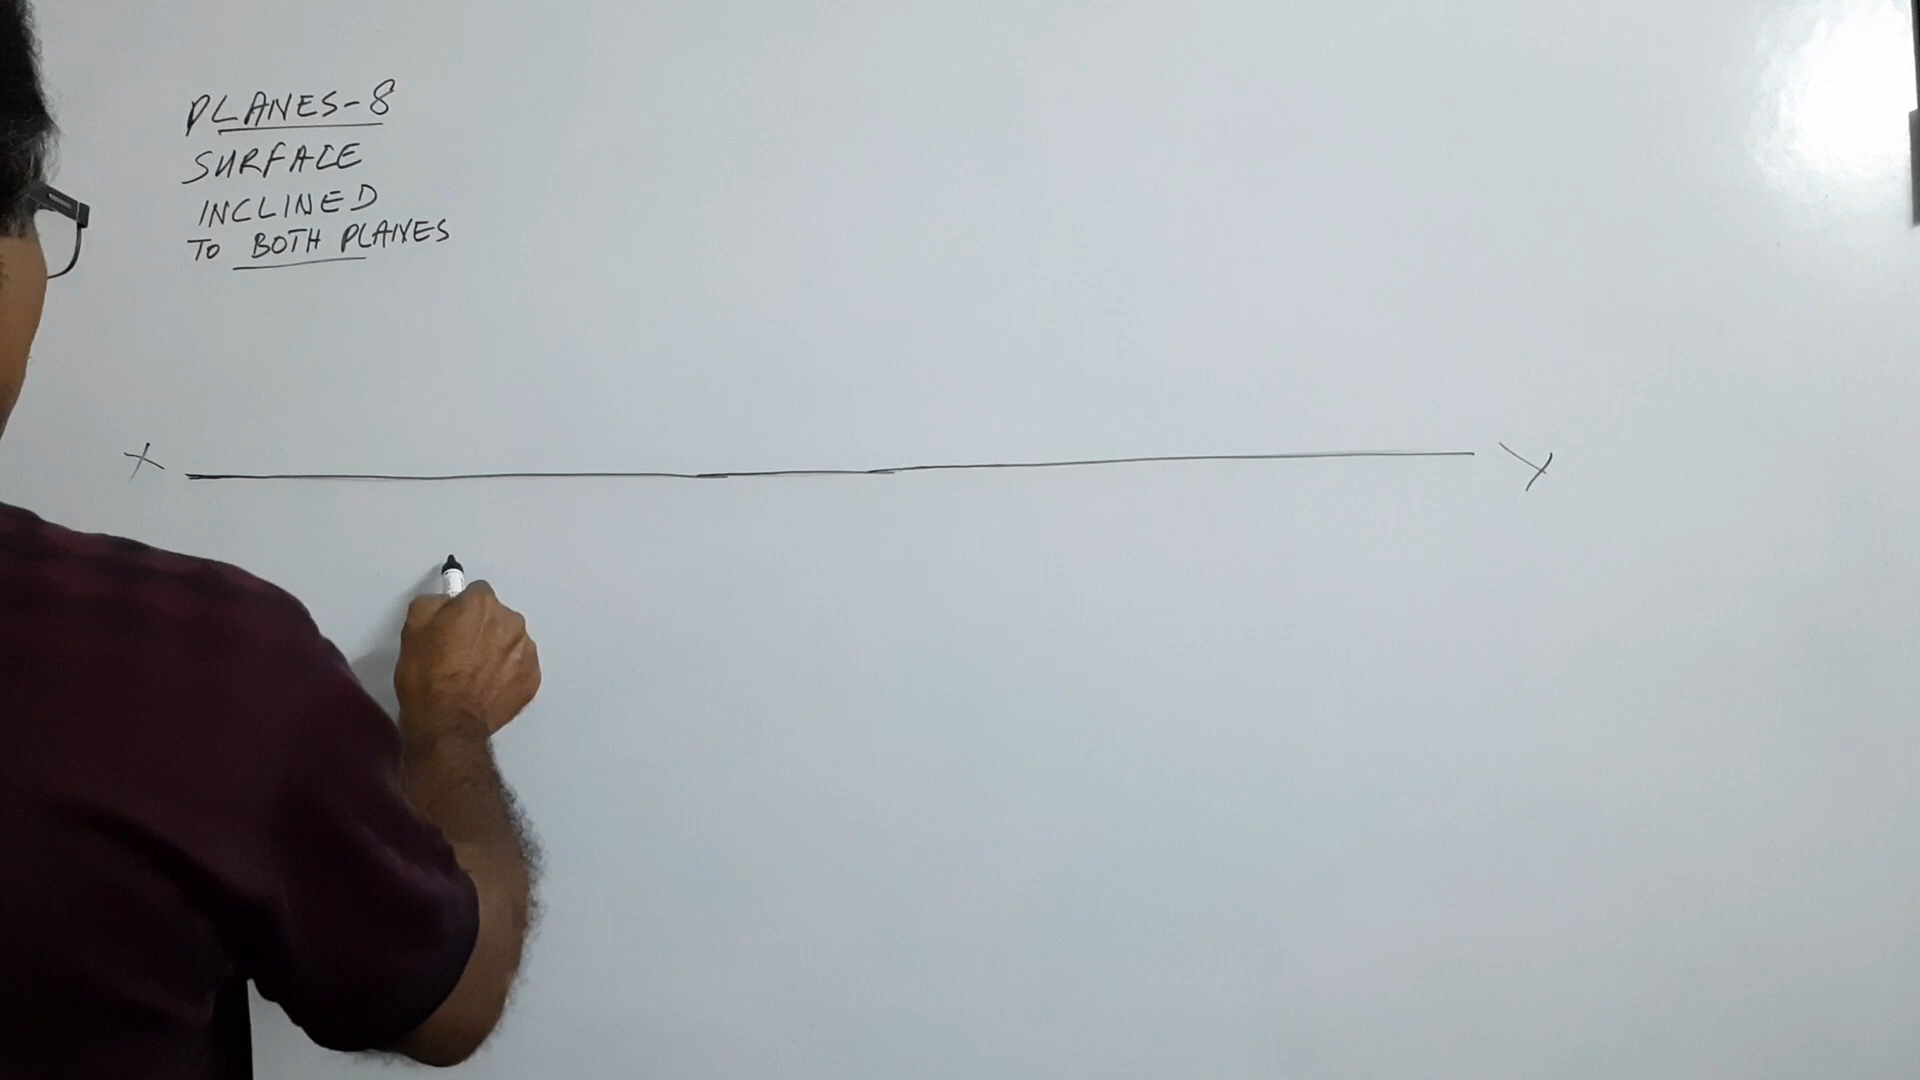 PLANES-8
SURFACE
INCLINED
TO BOTH PLANES
X Y